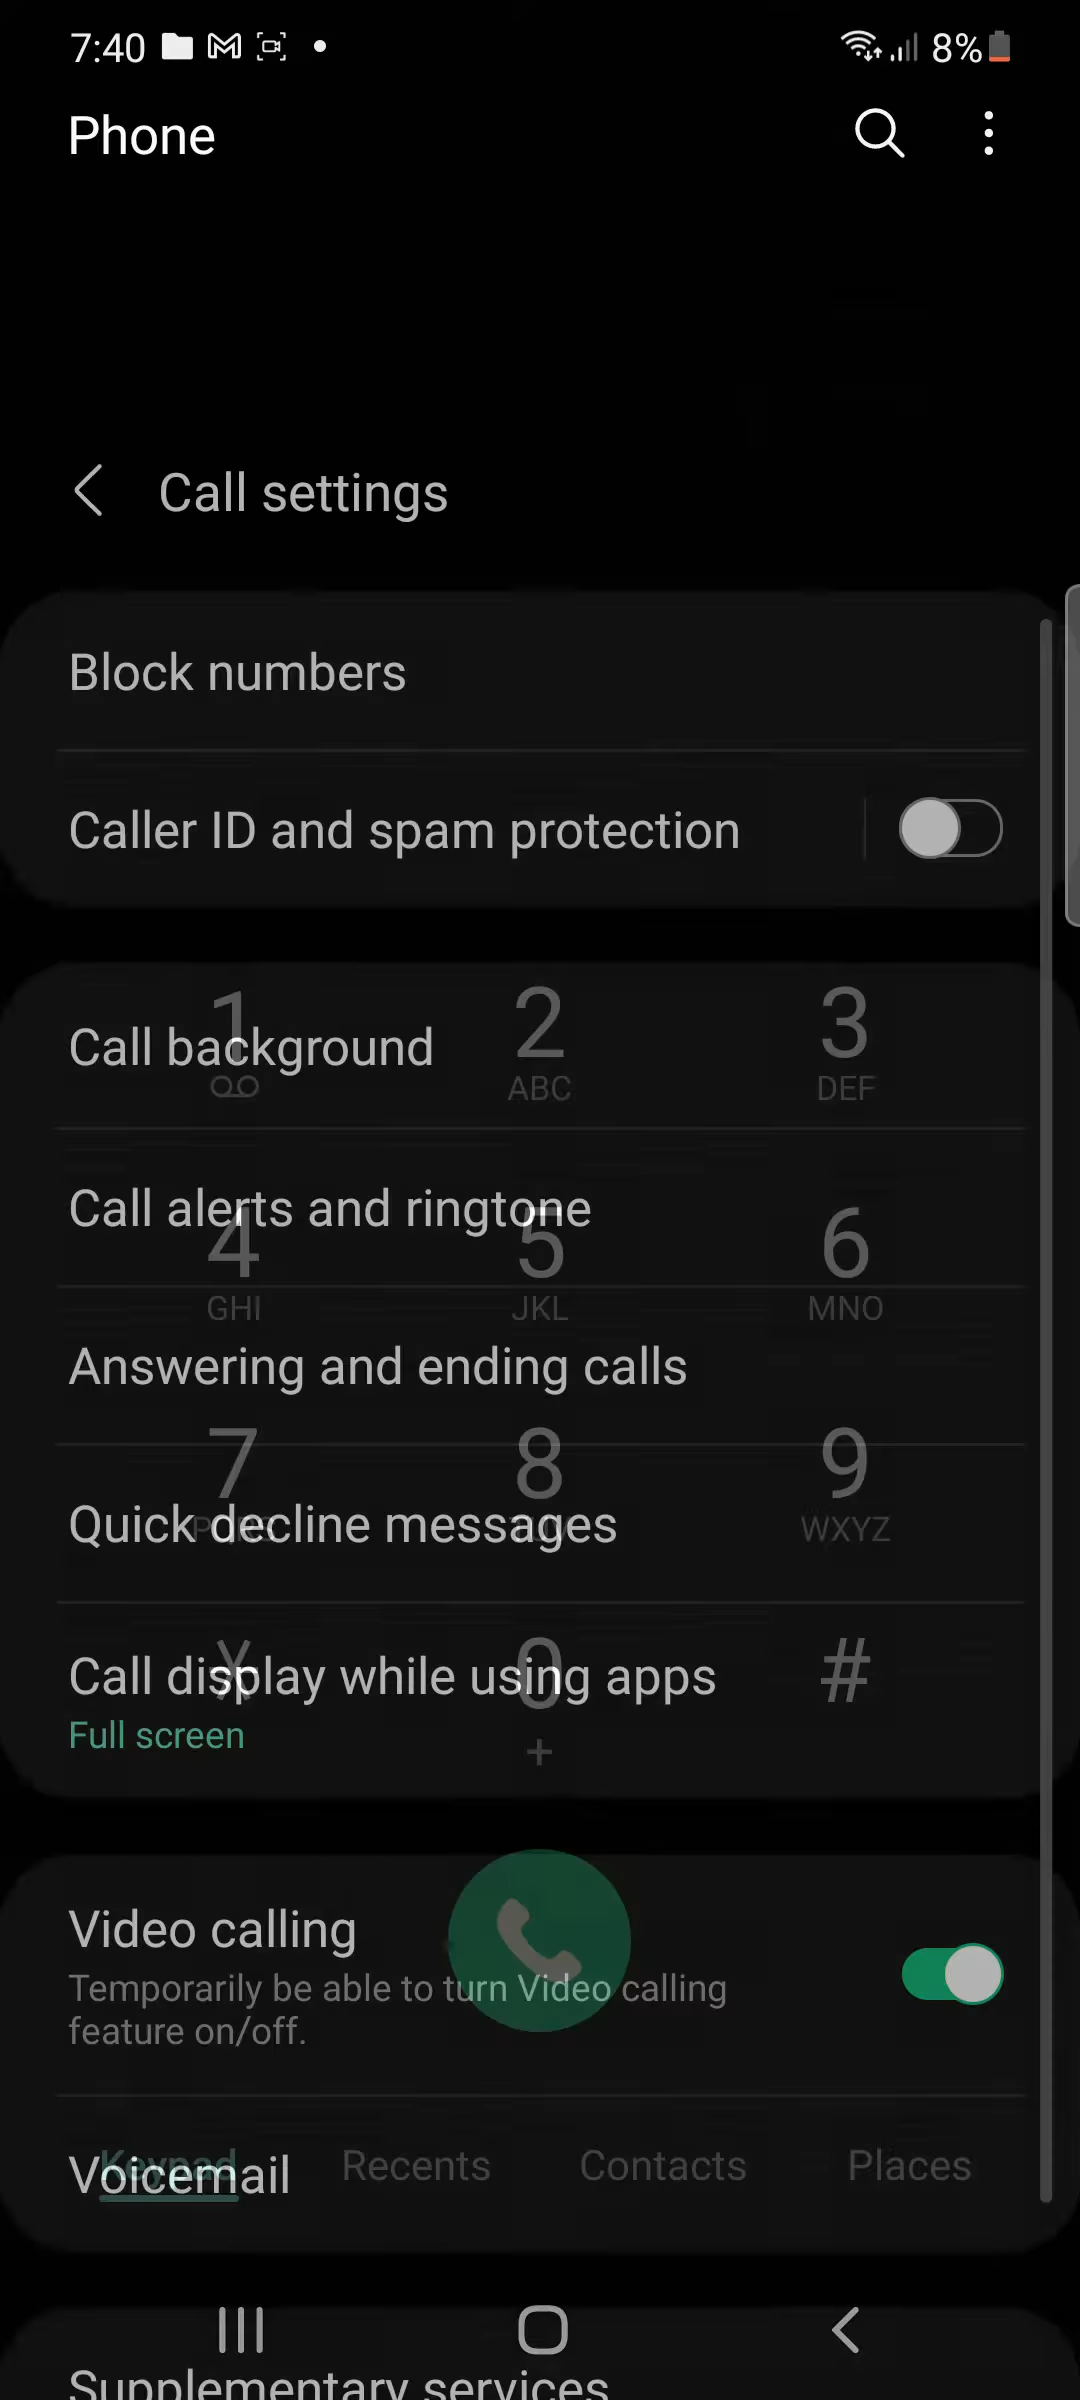 7:40
8%
Phone
Call settings
Block numbers
Caller ID and spam protection
1
2
3
Call background
ABC
DEF
Call alerts and ringtone
4
5
6
GHI
JKL
MNO
Answering and ending calls
7
8
9
Quick decline messages
WXYZ
Call display while using apps
0
#
Full screen
+
Video calling
Temporarily be able to turn Video calling
feature on/off.
Keypad
Recents
Contacts
Places
Voicemail
Supplementary services